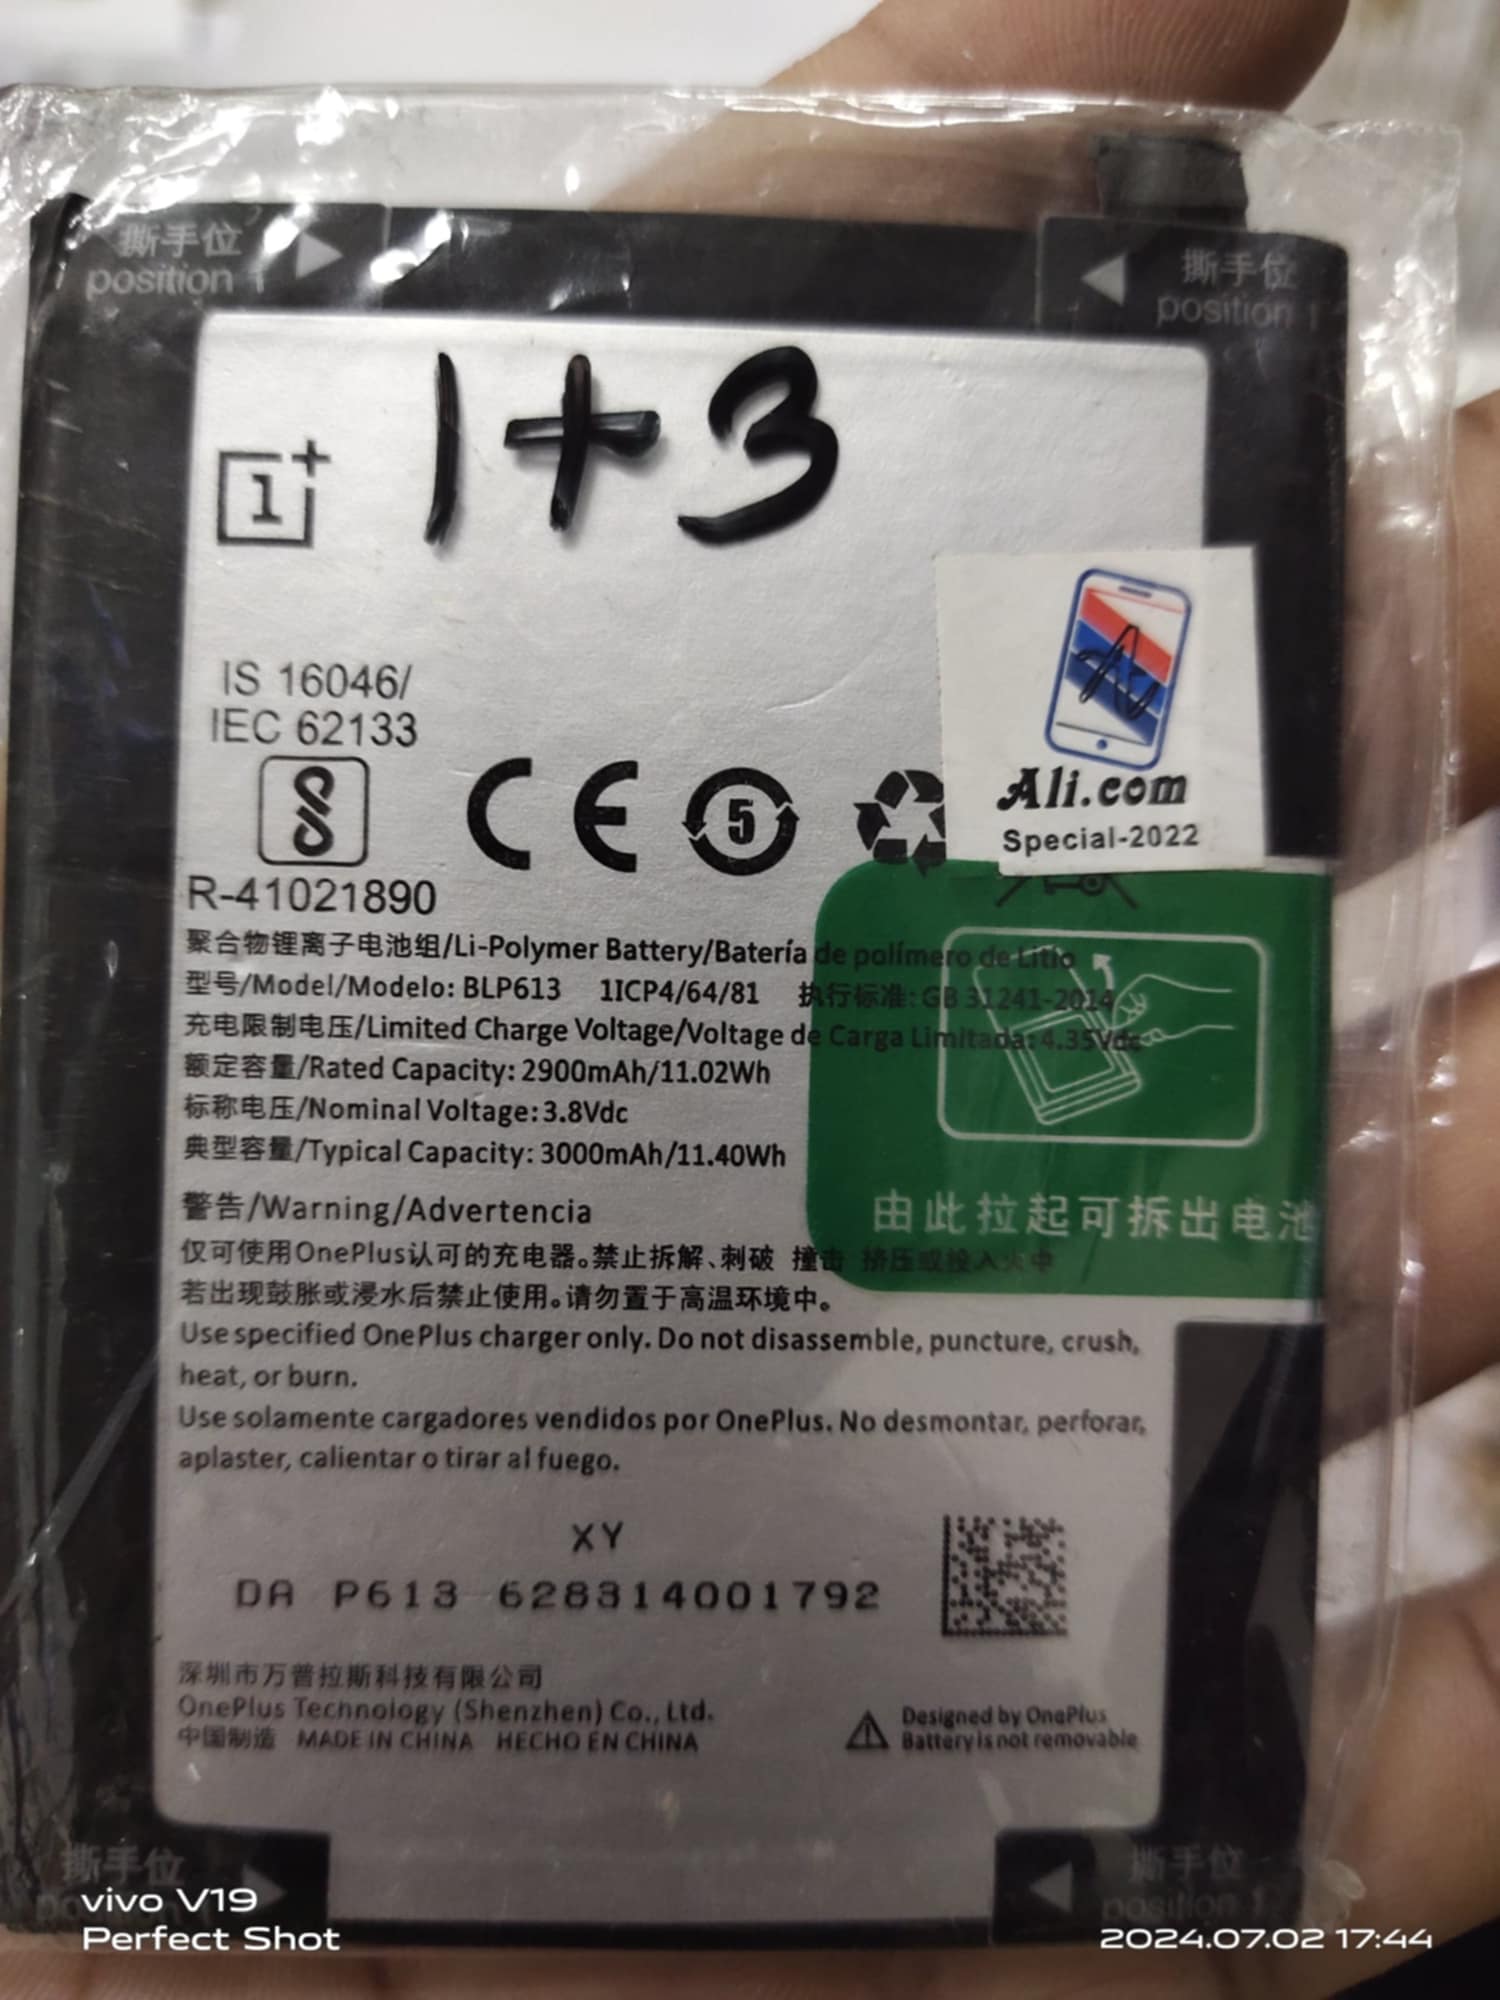 撕手位
position 1
撕手位
position 1
1+3
1+
IS 16046/
IEC 62133
CE
5
R-41021890
Ali.com
Special-2022
聚合物锂离子电池组/Li-Polymer Battery/Batería de polímero de Litio
型号/Model/Modelo: BLP613 1ICP4/64/81 执行标准: GB 31241-2014
充电限制电压/Limited Charge Voltage/Voltage de Carga Limitada: 4.35Vdc
额定容量/Rated Capacity: 2900mAh/11.02Wh
标称电压/Nominal Voltage:3.8Vdc
典型容量/Typical Capacity: 3000mAh/11.40Wh
由此拉起可拆出电池
警告/Warning/Advertencia
仅可使用OnePlus认可的充电器。禁止拆解、刺破 撞击 挤压或投入火中
若出现鼓胀或浸水后禁止使用。请勿置于高温环境中。
Use specified OnePlus charger only. Do not disassemble, puncture, crush,
heat, or burn.
Use solamente cargadores vendidos por OnePlus. No desmontar, perforar,
aplaster, calientar o tirar al fuego.
XY
DA P613 628314001792
深圳市万普拉斯科技有限公司
OnePlus Technology (Shenzhen) Co., Ltd.
中国制造 MADE IN CHINA HECHO EN CHINA
Designed by OnePlus
Battery is not removable
撕手位
撕手位
position 1
vivo V19
Perfect Shot
2024.07.02 17:44